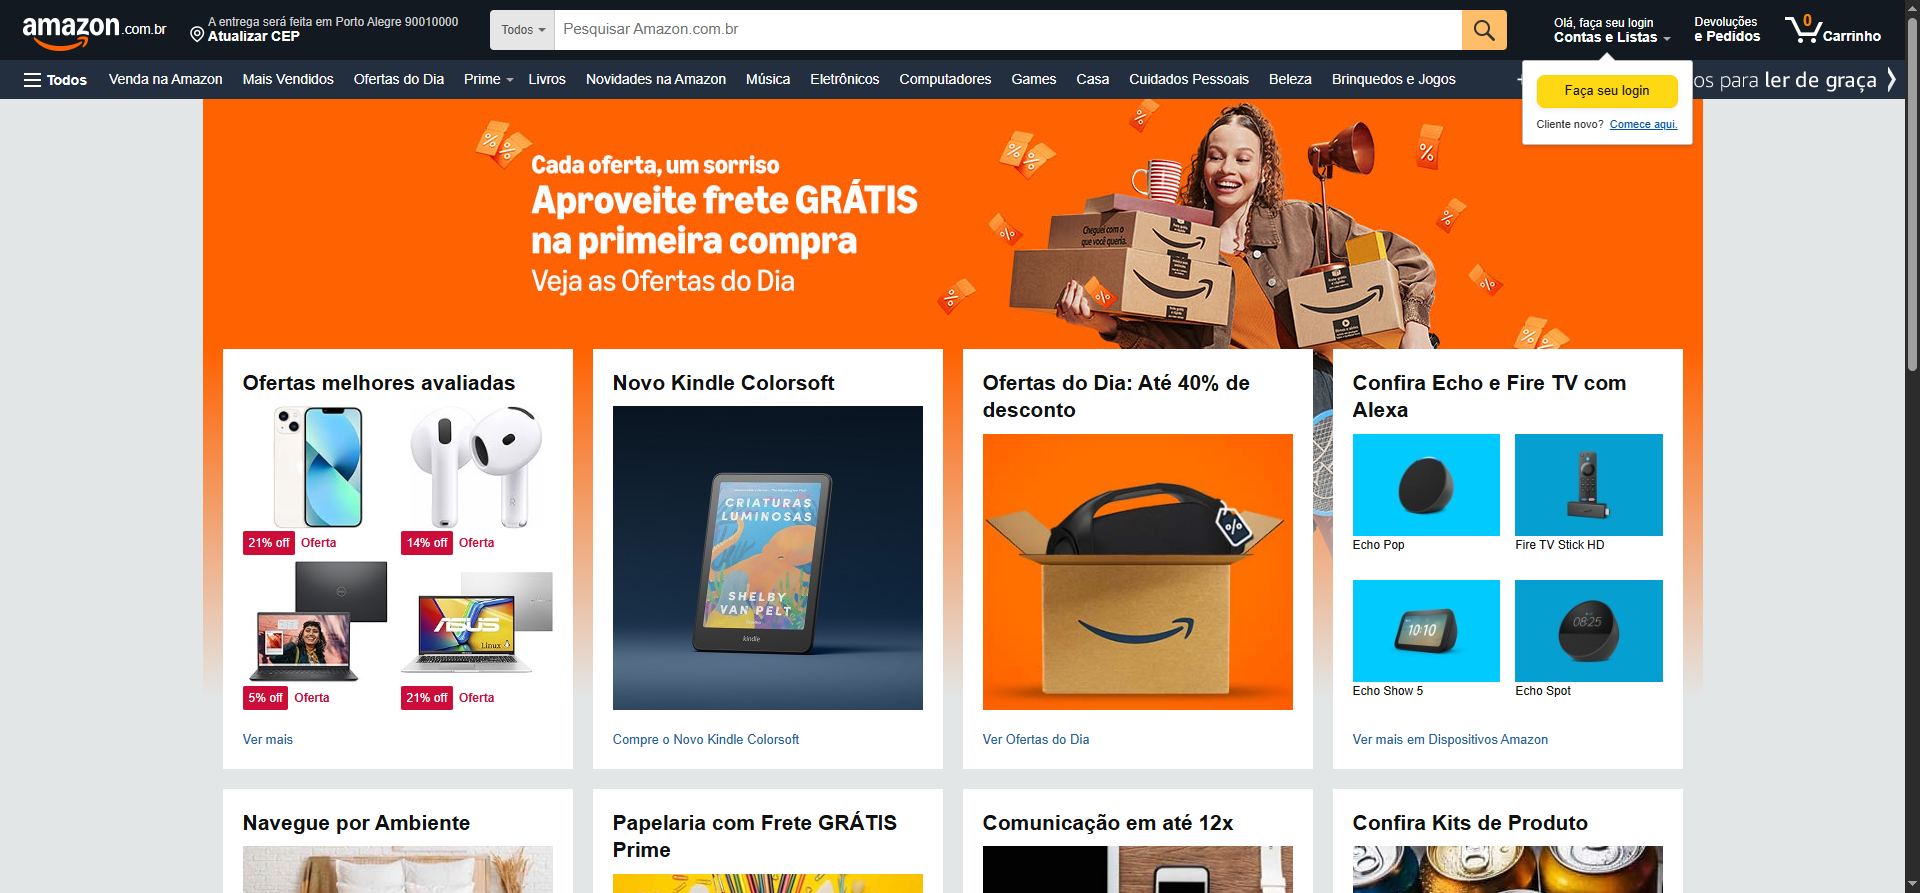 amazon.com.br
A entrega será feita em Porto Alegre 90010000
Atualizar CEP
Todos
Pesquisar Amazon.com.br
Olá, faça seu login
Contas e Listas
Devoluções
e Pedidos
0
Carrinho
Todos
Venda na Amazon
Mais Vendidos
Ofertas do Dia
Prime
Livros
Novidades na Amazon
Música
Eletrônicos
Computadores
Games
Casa
Cuidados Pessoais
Beleza
Brinquedos e Jogos
os para ler de graça
Faça seu login
Cliente novo? Comece aqui.
Cada oferta, um sorriso
Aproveite frete GRÁTIS
na primeira compra
Veja as Ofertas do Dia
Cheguei com o
que você queria.
Ofertas melhores avaliadas
21% off Oferta
14% off Oferta
ASUS
Linux
5% off Oferta
21% off Oferta
Ver mais
Novo Kindle Colorsoft
CRIATURAS
LUMINOSAS
SHELBY
VAN PELT
kindle
Compre o Novo Kindle Colorsoft
Ofertas do Dia: Até 40% de
desconto
%
Ver Ofertas do Dia
Confira Echo e Fire TV com
Alexa
Echo Pop
Fire TV Stick HD
10:10
08:25
Echo Show 5
Echo Spot
Ver mais em Dispositivos Amazon
Navegue por Ambiente
Papelaria com Frete GRÁTIS
Prime
Comunicação em até 12x
Confira Kits de Produto